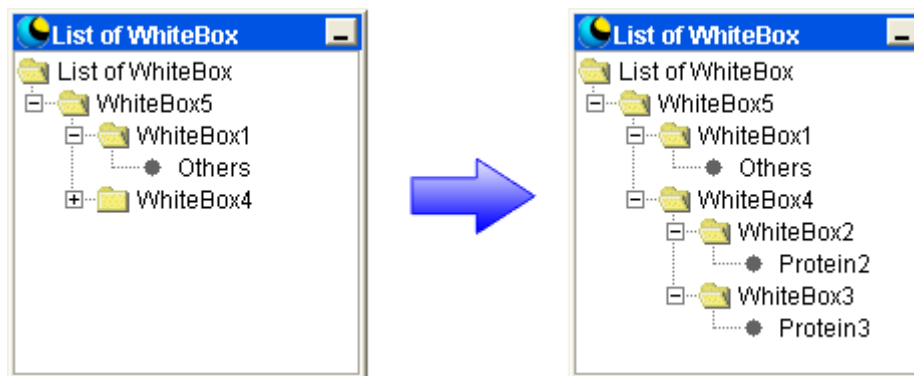 List of WhiteBox
List of WhiteBox
WhiteBox5
WhiteBox1
Others
WhiteBox4
List of WhiteBox
List of WhiteBox
WhiteBox5
WhiteBox1
Others
WhiteBox4
WhiteBox2
Protein2
WhiteBox3
Protein3